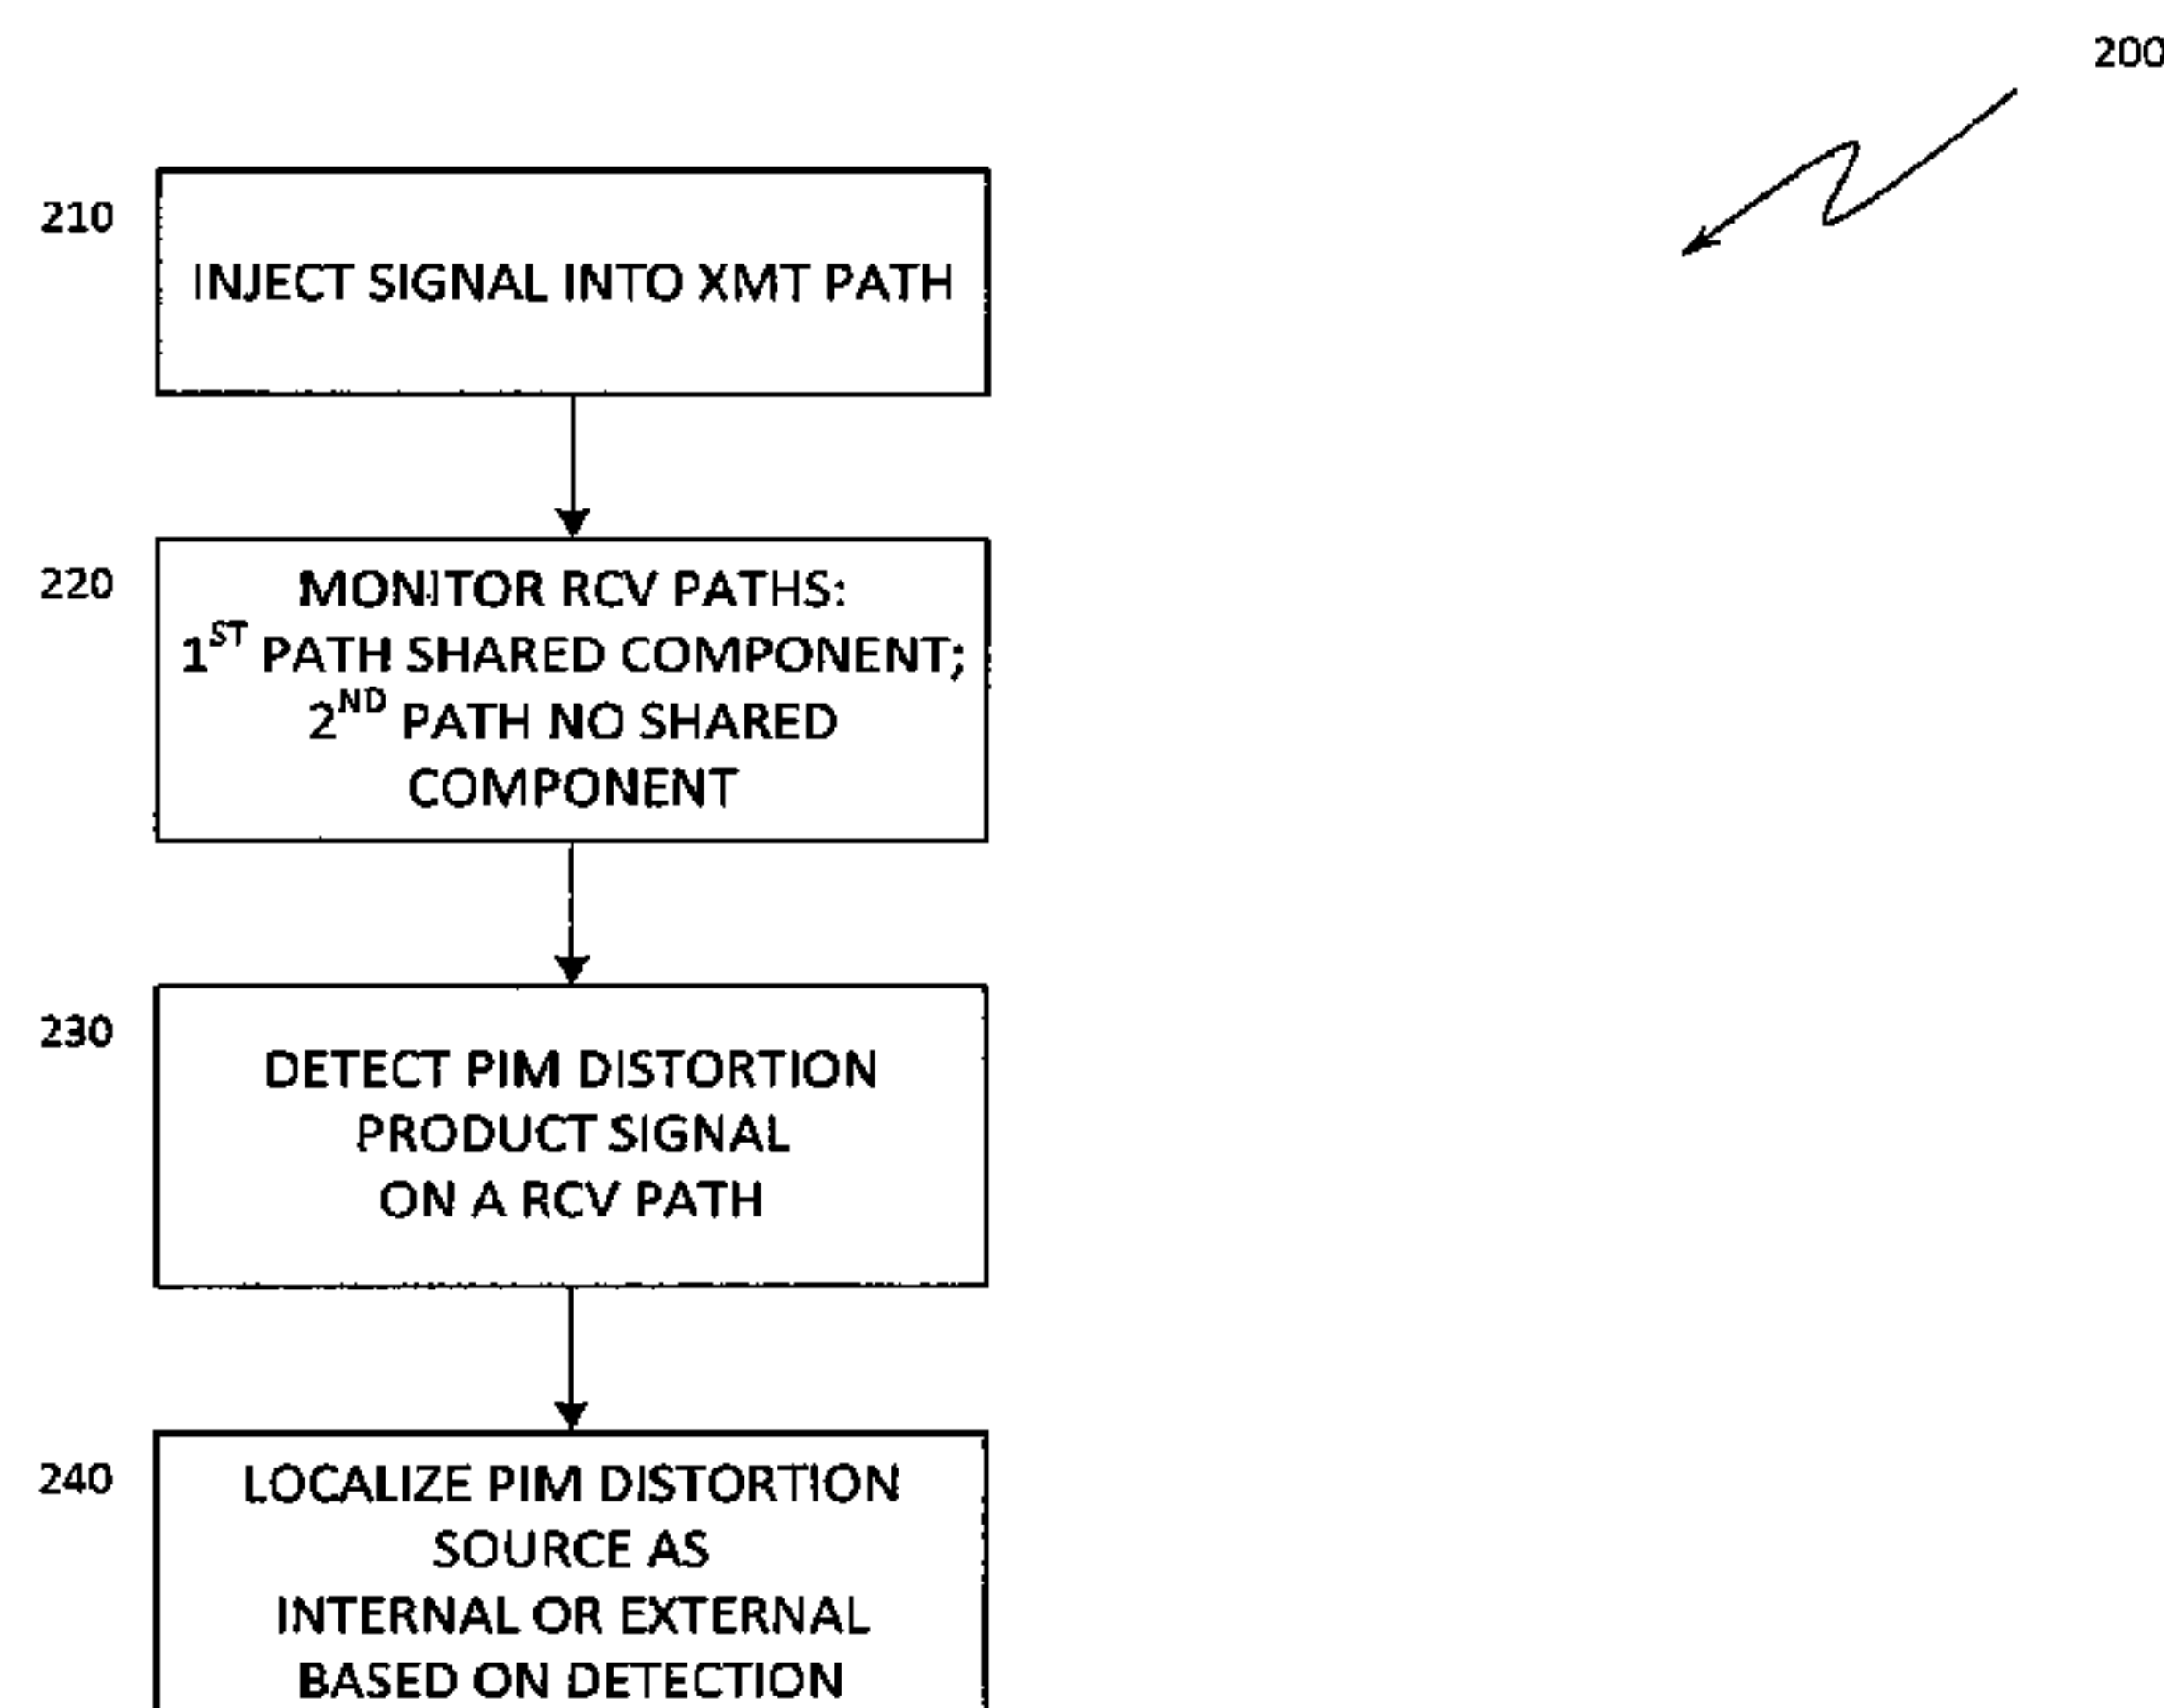 200
210
INJECT SIGNAL INTO XMT PATH
220
MONITOR RCV PATHS:
1ST PATH SHARED COMPONENT;
2ND PATH NO SHARED
COMPONENT
230
DETECT PIM DISTORTION
PRODUCT SIGNAL
ON A RCV PATH
240
LOCALIZE PIM DISTORTION
SOURCE AS
INTERNAL OR EXTERNAL
BASED ON DETECTION